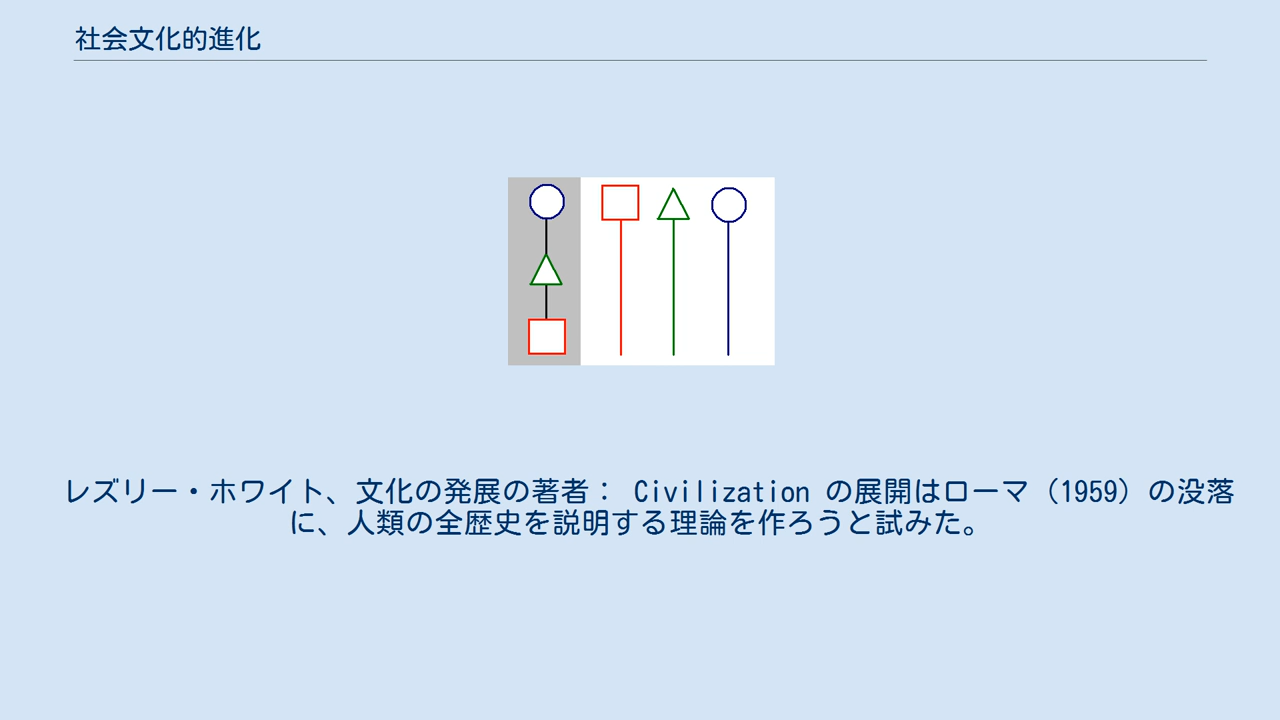 社会文化的進化
レズリー・ホワイト、文化の発展の著者： Civilization の展開はローマ（1959）の没落
に、人類の全歴史を説明する理論を作ろうと試みた。